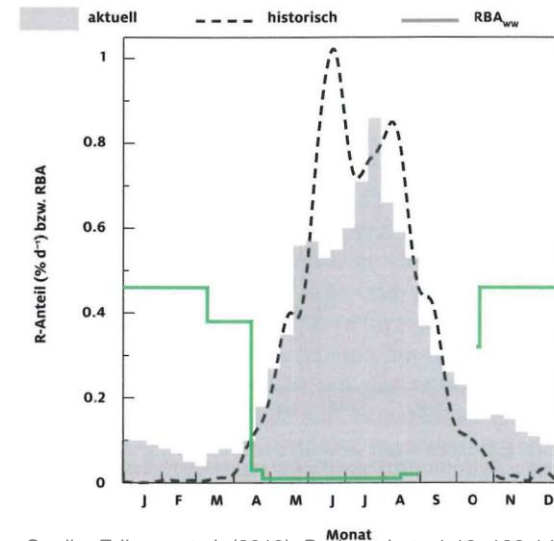 aktuell historisch RBAww
R-Anteil (% d⁻¹) bzw. RBA
1
0.8
0.6
0.4
0.2
0
J F M A M J J A S O N D
Monat